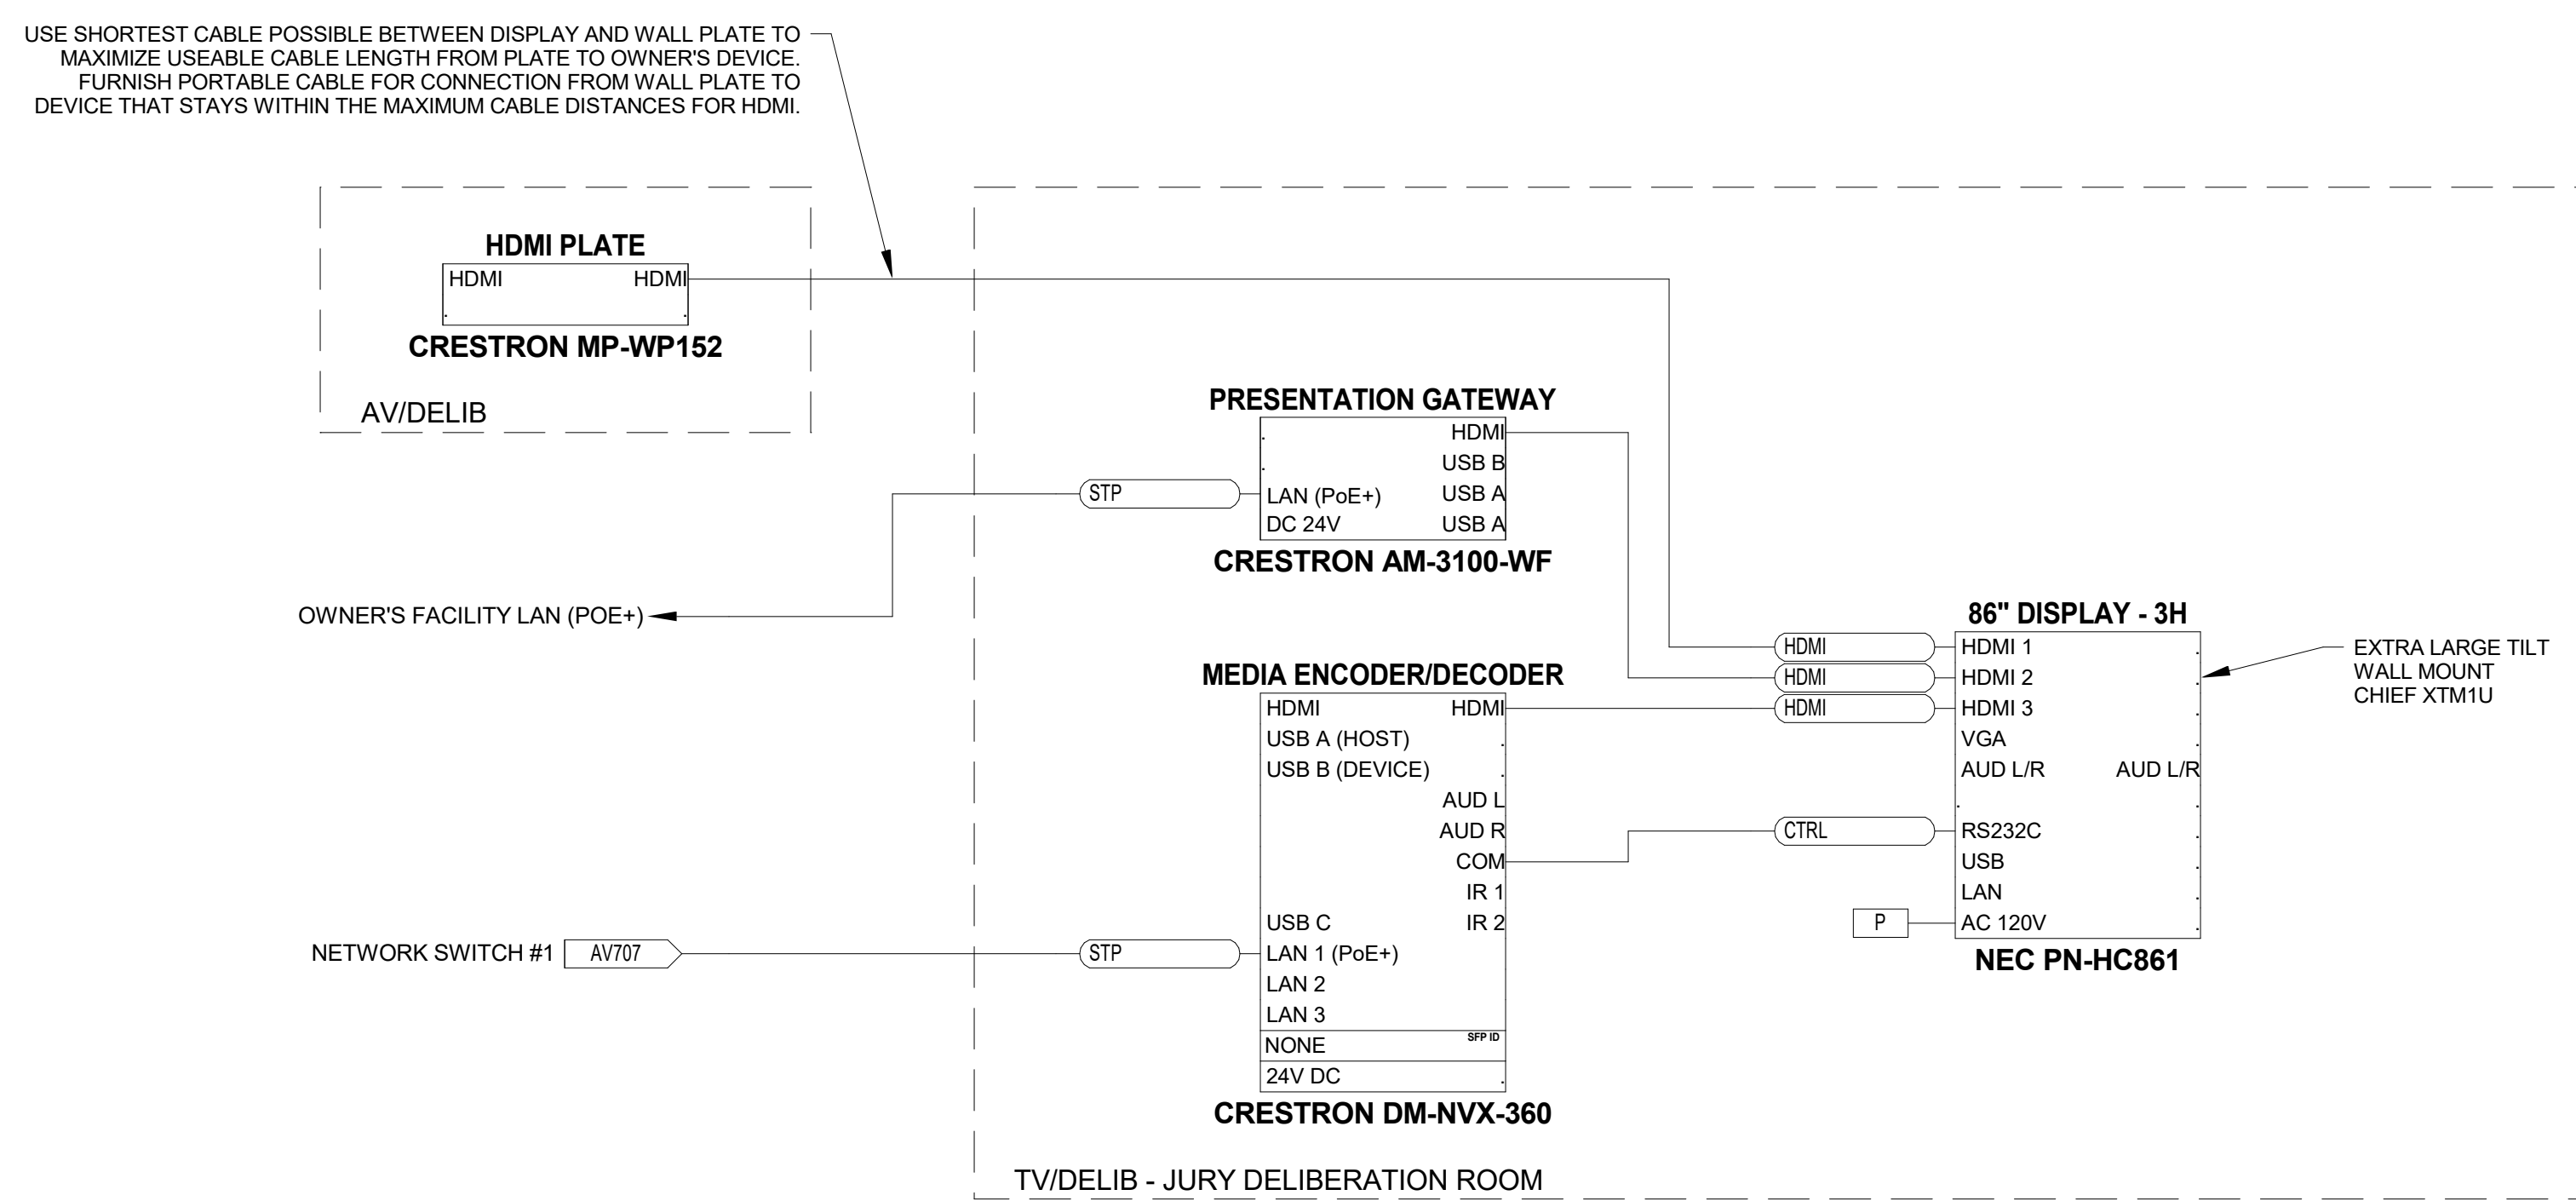 USE SHORTEST CABLE POSSIBLE BETWEEN DISPLAY AND WALL PLATE TO
MAXIMIZE USEABLE CABLE LENGTH FROM PLATE TO OWNER'S DEVICE.
FURNISH PORTABLE CABLE FOR CONNECTION FROM WALL PLATE TO
DEVICE THAT STAYS WITHIN THE MAXIMUM CABLE DISTANCES FOR HDMI.
HDMI PLATE
HDMI HDMI
CRESTRON MP-WP152
AV/DELIB
PRESENTATION GATEWAY
HDMI
USB B
STP LAN (PoE+) USB A
DC 24V USB A
CRESTRON AM-3100-WF
OWNER'S FACILITY LAN (POE+)
MEDIA ENCODER/DECODER
HDMI HDMI
USB A (HOST)
USB B (DEVICE)
AUD L
AUD R
COM
IR 1
USB C IR 2
NETWORK SWITCH #1 AV707 STP LAN 1 (PoE+)
LAN 2
LAN 3
NONE SFP ID
24V DC
CRESTRON DM-NVX-360
86" DISPLAY - 3H
HDMI HDMI 1
HDMI HDMI 2
HDMI HDMI 3
VGA
AUD L/R AUD L/R
CTRL RS232C
USB
LAN
P AC 120V
NEC PN-HC861
EXTRA LARGE TILT
WALL MOUNT
CHIEF XTM1U
TV/DELIB - JURY DELIBERATION ROOM